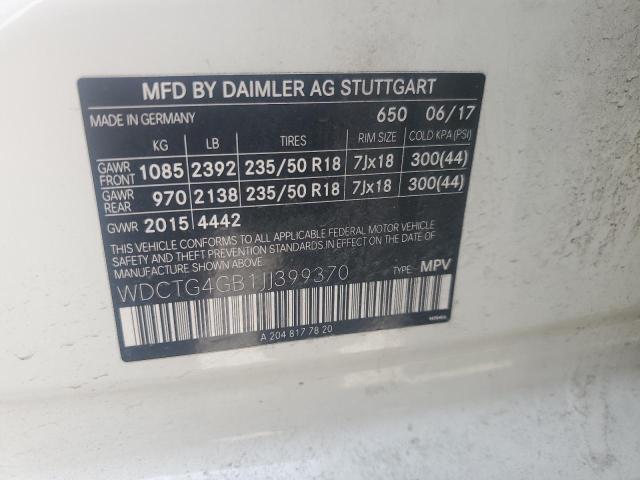 MFD BY DAIMLER AG STUTTGART
MADE IN GERMANY 650 06/17
KG LB TIRES RIM SIZE COLD KPA (PSI)
GAWR FRONT 1085 2392 235/50 R18 7Jx18 300(44)
GAWR REAR 970 2138 235/50 R18 7Jx18 300(44)
GVWR 2015 4442
THIS VEHICLE CONFORMS TO ALL APPLICABLE FEDERAL MOTOR VEHICLE
SAFETY AND THEFT PREVENTION STANDARDS IN EFFECT ON THE DATE OF
MANUFACTURE SHOWN ABOVE.
WDCTG4GB1JJ399370 TYPE: MPV
A 204 817 78 20